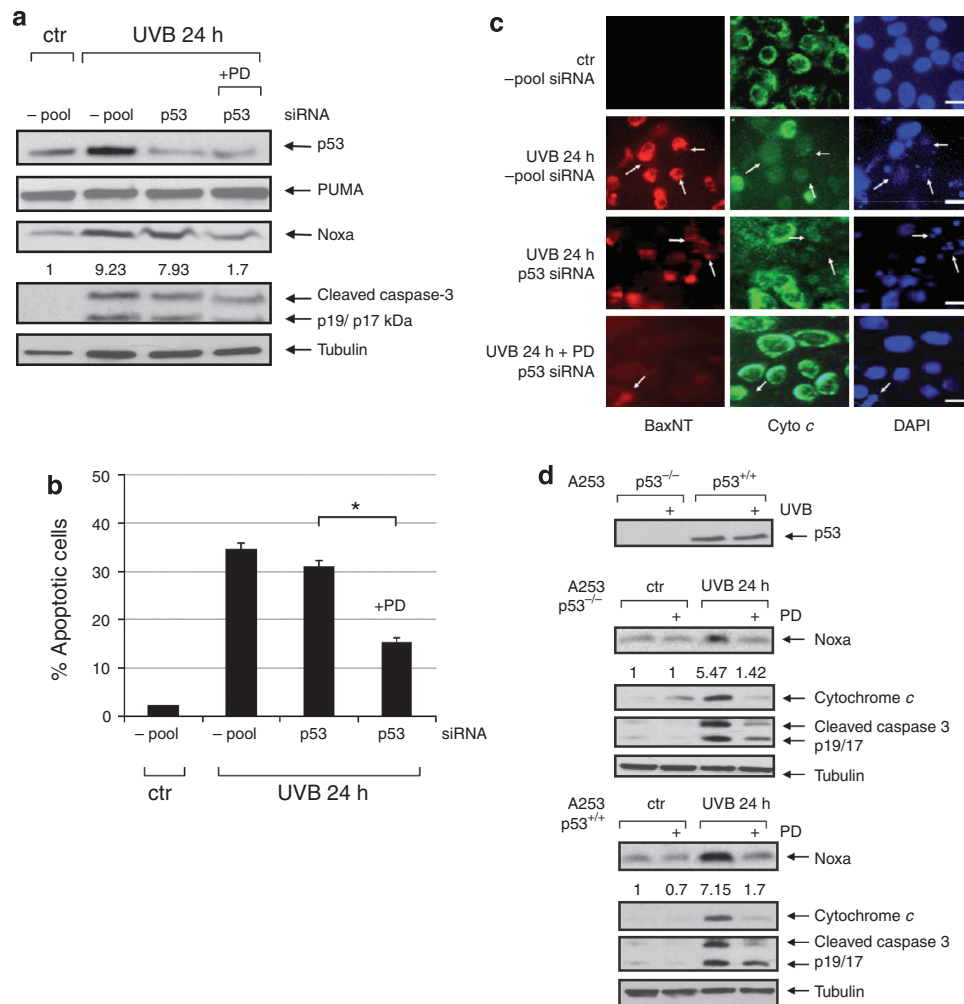 a
ctr UVB 24 h
+PD
– pool – pool p53 p53 siRNA
p53
PUMA
Noxa
1 9.23 7.93 1.7
Cleaved caspase-3
p19/ p17 kDa
Tubulin
b
% Apoptotic cells
50
40
30
20
10
0
*
+PD
– pool – pool p53 p53 siRNA
ctr UVB 24 h
c
ctr
–pool siRNA
UVB 24 h
–pool siRNA
UVB 24 h
p53 siRNA
UVB 24 h + PD
p53 siRNA
BaxNT Cyto c DAPI
d
A253 p53–/– p53+/+
+ + UVB
p53
A253
p53–/–
ctr UVB 24 h
+ + PD
Noxa
1 1 5.47 1.42
Cytochrome c
Cleaved caspase 3
p19/17
Tubulin
A253
p53+/+
ctr UVB 24 h
+ + PD
Noxa
1 0.7 7.15 1.7
Cytochrome c
Cleaved caspase 3
p19/17
Tubulin